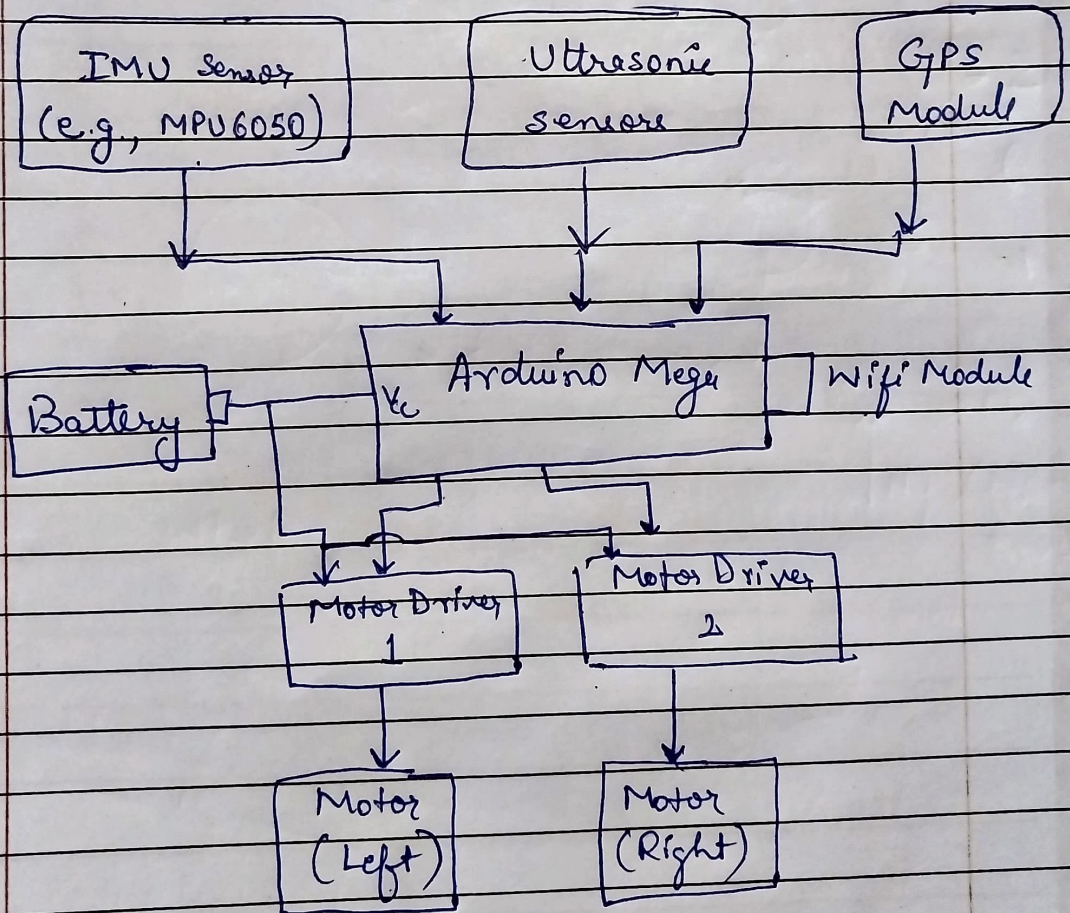 IMU Sensor
(e.g., MPU6050)
Ultrasonic
sensors
GPS
Module
Battery
Vc
Arduino Mega
Wifi Module
Motor Driver
1
Motor Driver
2
Motor
(Left)
Motor
(Right)